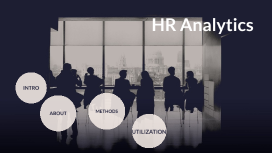 HR Analytics
INTRO
ABOUT
METHODS
UTILIZATION